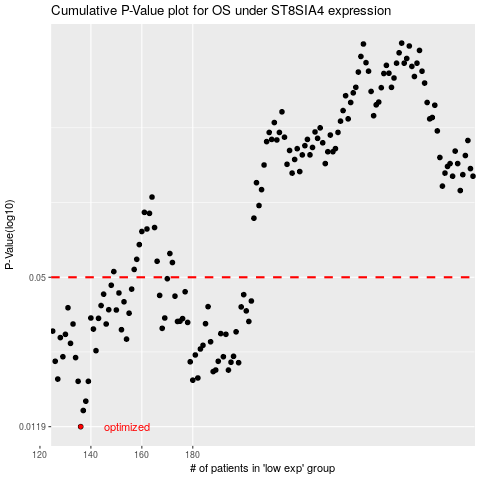 Cumulative P-Value plot for OS under ST8SIA4 expression
P-Value(log10)
0.05
0.0119
optimized
120 140 160 180
# of patients in 'low exp' group